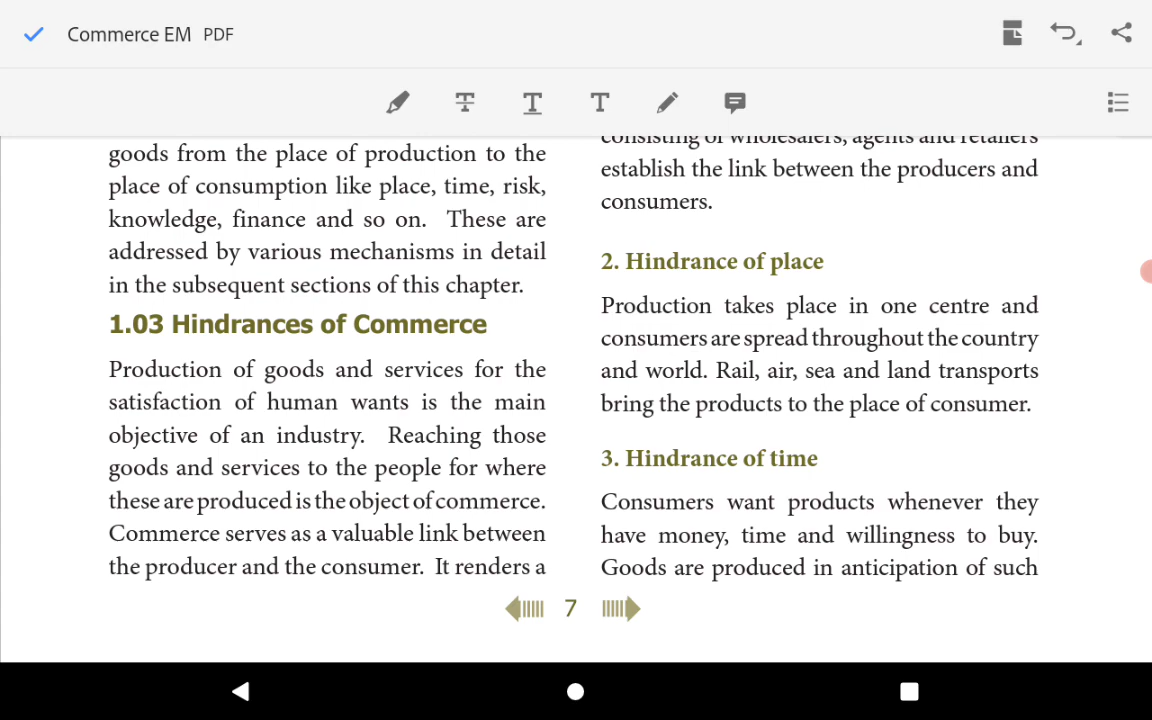 Commerce EM PDF
goods from the place of production to the
place of consumption like place, time, risk,
knowledge, finance and so on. These are
addressed by various mechanisms in detail
in the subsequent sections of this chapter.
1.03 Hindrances of Commerce
Production of goods and services for the
satisfaction of human wants is the main
objective of an industry. Reaching those
goods and services to the people for where
these are produced is the object of commerce.
Commerce serves as a valuable link between
the producer and the consumer. It renders a
consisting of wholesalers, agents and retailers
establish the link between the producers and
consumers.
2. Hindrance of place
Production takes place in one centre and
consumers are spread throughout the country
and world. Rail, air, sea and land transports
bring the products to the place of consumer.
3. Hindrance of time
Consumers want products whenever they
have money, time and willingness to buy.
Goods are produced in anticipation of such
7